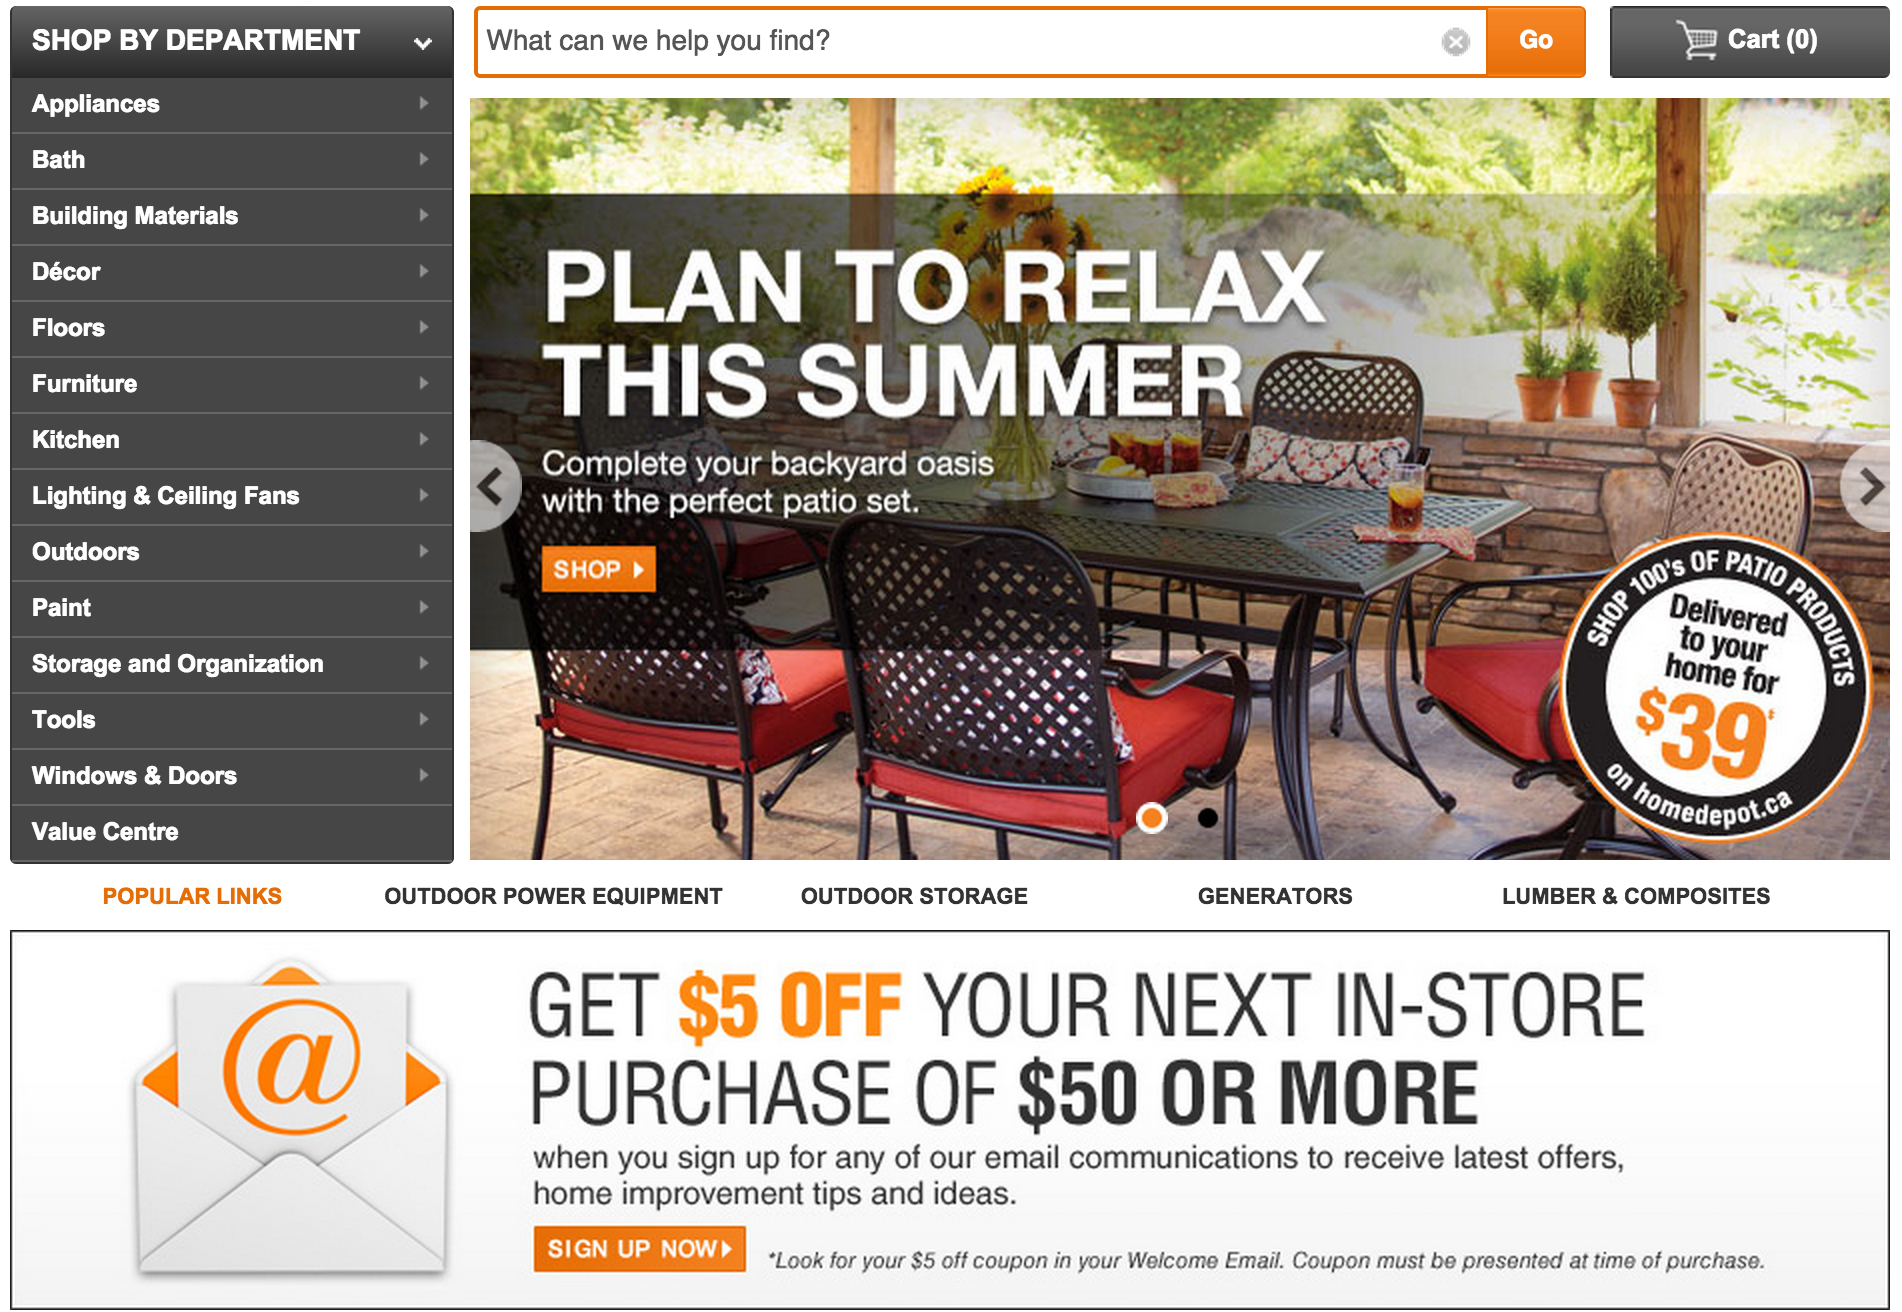 SHOP BY DEPARTMENT
What can we help you find?
Go
Cart (0)
Appliances
Bath
Building Materials
Décor
Floors
Furniture
Kitchen
Lighting & Ceiling Fans
Outdoors
Paint
Storage and Organization
Tools
Windows & Doors
Value Centre
PLAN TO RELAX
THIS SUMMER
Complete your backyard oasis
with the perfect patio set.
SHOP
SHOP 100's OF PATIO PRODUCTS
Delivered
to your
home for
$39‡
on homedepot.ca
POPULAR LINKS
OUTDOOR POWER EQUIPMENT
OUTDOOR STORAGE
GENERATORS
LUMBER & COMPOSITES
@
GET $5 OFF YOUR NEXT IN-STORE
PURCHASE OF $50 OR MORE
when you sign up for any of our email communications to receive latest offers,
home improvement tips and ideas.
SIGN UP NOW
*Look for your $5 off coupon in your Welcome Email. Coupon must be presented at time of purchase.